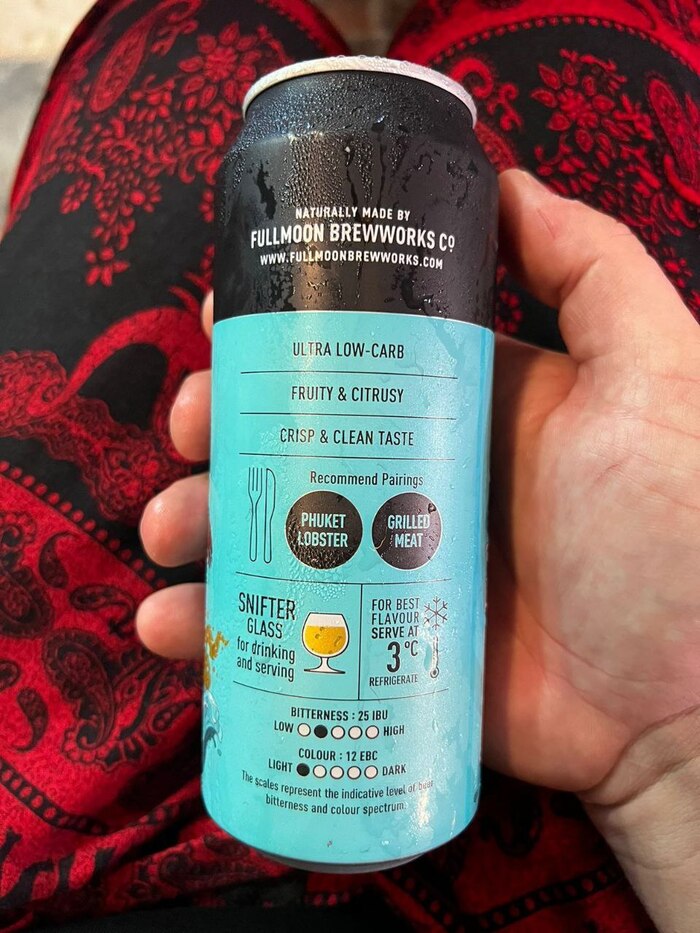 NATURALLY MADE BY
FULLMOON BREWWORKS Cº
WWW.FULLMOONBREWWORKS.COM
ULTRA LOW-CARB
FRUITY & CITRUSY
CRISP & CLEAN TASTE
Recommend Pairings
PHUKET
LOBSTER
GRILLED
MEAT
SNIFTER
GLASS
for drinking
and serving
FOR BEST
FLAVOUR
SERVE AT
3°C
REFRIGERATE
BITTERNESS : 25 IBU
LOW HIGH
COLOUR : 12 EBC
LIGHT DARK
The scales represent the indicative level of beer
bitterness and colour spectrum.